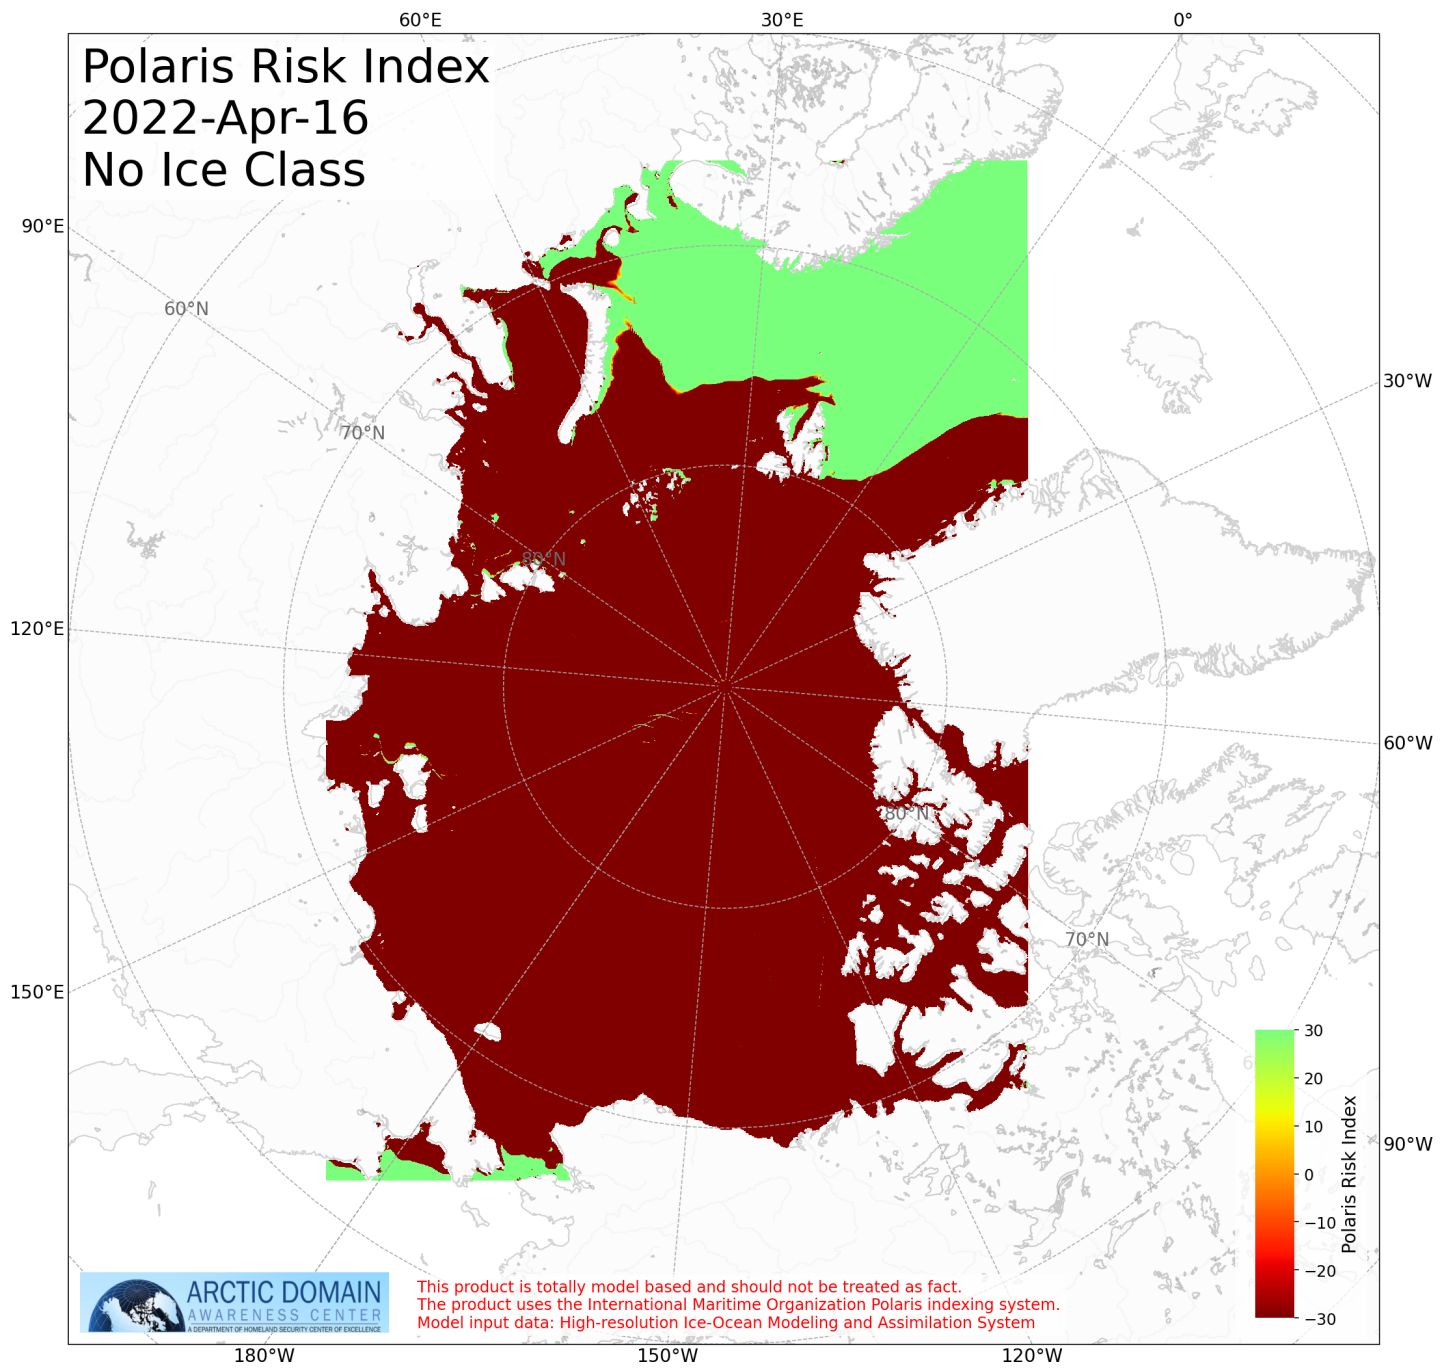 60°E
30°E
0°
Polaris Risk Index
2022-Apr-16
No Ice Class
90°E
60°N
30°W
70°N
80°N
120°E
60°W
80°N
70°N
150°E
30
20
10
0
−10
−20
−30
Polaris Risk Index
90°W
ARCTIC DOMAIN
AWARENESS CENTER
A DEPARTMENT OF HOMELAND SECURITY CENTER OF EXCELLENCE
This product is totally model based and should not be treated as fact.
The product uses the International Maritime Organization Polaris indexing system.
Model input data: High-resolution Ice-Ocean Modeling and Assimilation System
180°W
150°W
120°W